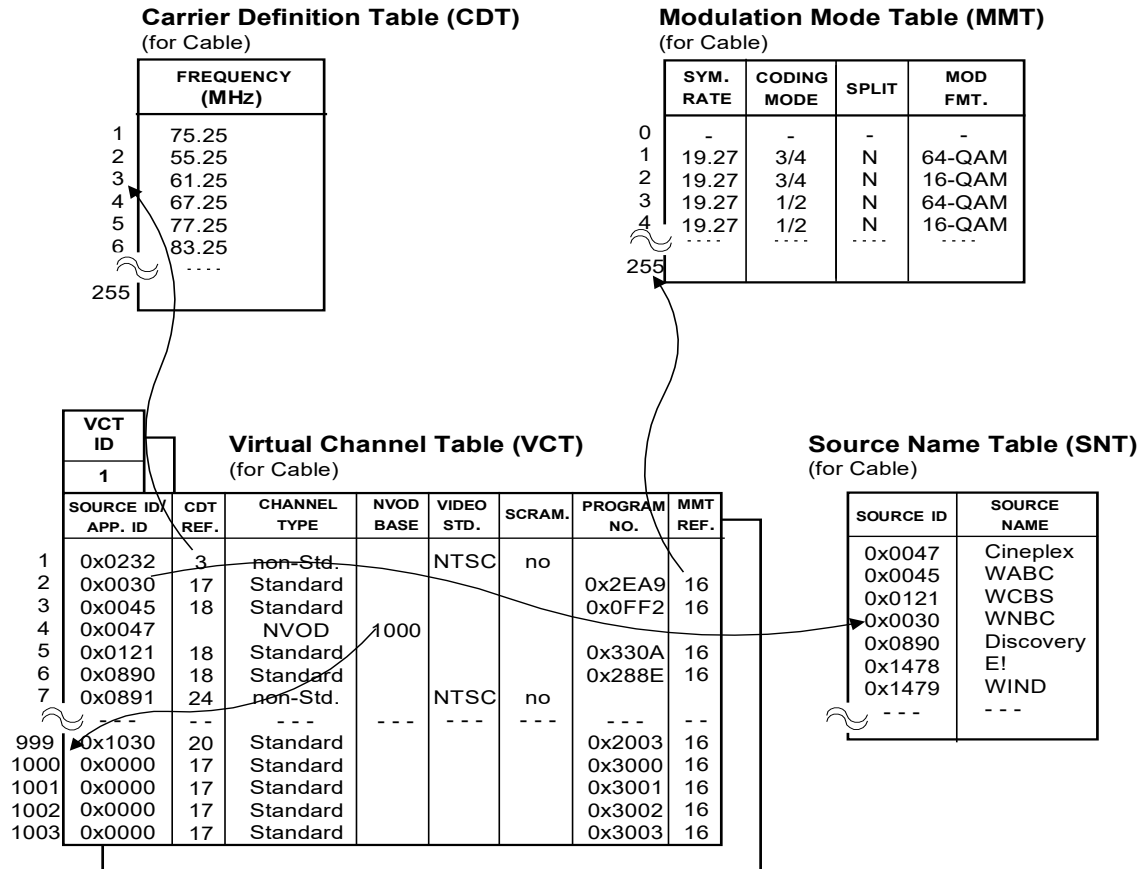 Carrier Definition Table (CDT)
(for Cable)
FREQUENCY
(MHz)
1 75.25
2 55.25
3 61.25
4 67.25
5 77.25
6 83.25
- - - -
255
Modulation Mode Table (MMT)
(for Cable)
SYM. RATE CODING MODE SPLIT MOD FMT.
0 - - - -
1 19.27 3/4 N 64-QAM
2 19.27 3/4 N 16-QAM
3 19.27 1/2 N 64-QAM
4 19.27 1/2 N 16-QAM
- - - - - - - - - - - - - - - -
255
VCT
ID
1
Virtual Channel Table (VCT)
(for Cable)
SOURCE ID/ APP. ID CDT REF. CHANNEL TYPE NVOD BASE VIDEO STD. SCRAM. PROGRAM NO. MMT REF.
1 0x0232 3 non-Std. NTSC no
2 0x0030 17 Standard 0x2EA9 16
3 0x0045 18 Standard 0x0FF2 16
4 0x0047 NVOD 1000
5 0x0121 18 Standard 0x330A 16
6 0x0890 18 Standard 0x288E 16
7 0x0891 24 non-Std. NTSC no
- - - - - - - - - - - - - - - - - - - - - -
999 0x1030 20 Standard 0x2003 16
1000 0x0000 17 Standard 0x3000 16
1001 0x0000 17 Standard 0x3001 16
1002 0x0000 17 Standard 0x3002 16
1003 0x0000 17 Standard 0x3003 16
Source Name Table (SNT)
(for Cable)
SOURCE ID SOURCE NAME
0x0047 Cineplex
0x0045 WABC
0x0121 WCBS
0x0030 WNBC
0x0890 Discovery
0x1478 E!
0x1479 WIND
- - - - - -